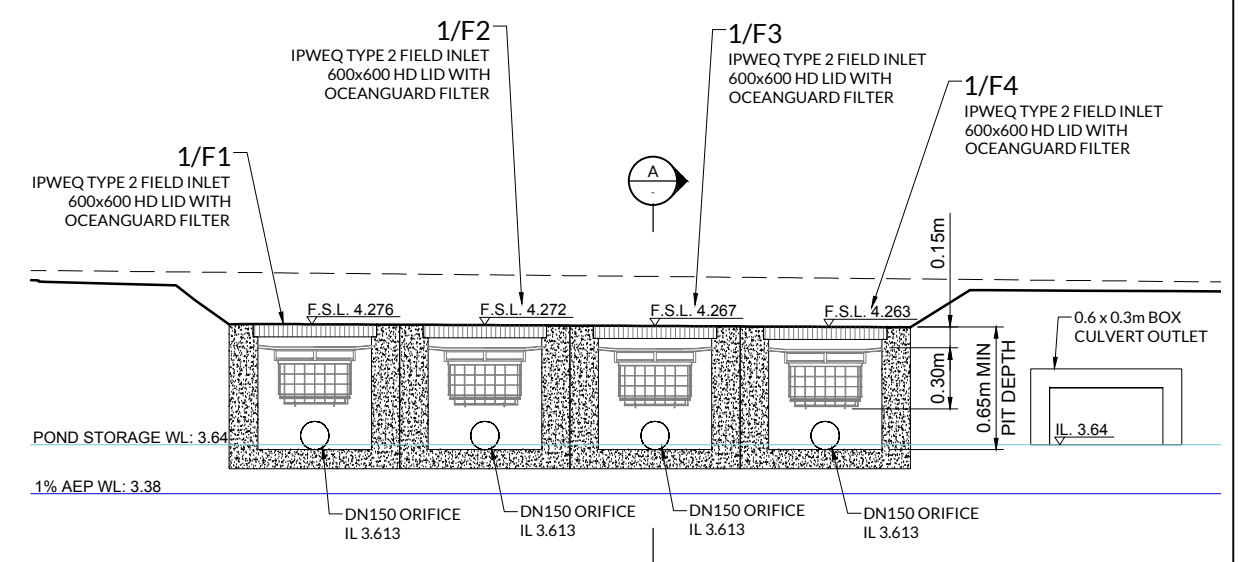 1/F2
IPWEQ TYPE 2 FIELD INLET
600x600 HD LID WITH
OCEANGUARD FILTER
1/F3
IPWEQ TYPE 2 FIELD INLET
600x600 HD LID WITH
OCEANGUARD FILTER
1/F4
IPWEQ TYPE 2 FIELD INLET
600x600 HD LID WITH
OCEANGUARD FILTER
1/F1
IPWEQ TYPE 2 FIELD INLET
600x600 HD LID WITH
OCEANGUARD FILTER
A
-
0.15m
F.S.L. 4.276
F.S.L. 4.272
F.S.L. 4.267
F.S.L. 4.263
0.30m
0.65m MIN
PIT DEPTH
0.6 x 0.3m BOX
CULVERT OUTLET
IL. 3.64
POND STORAGE WL: 3.64
1% AEP WL: 3.38
DN150 ORIFICE
IL 3.613
DN150 ORIFICE
IL 3.613
DN150 ORIFICE
IL 3.613
DN150 ORIFICE
IL 3.613